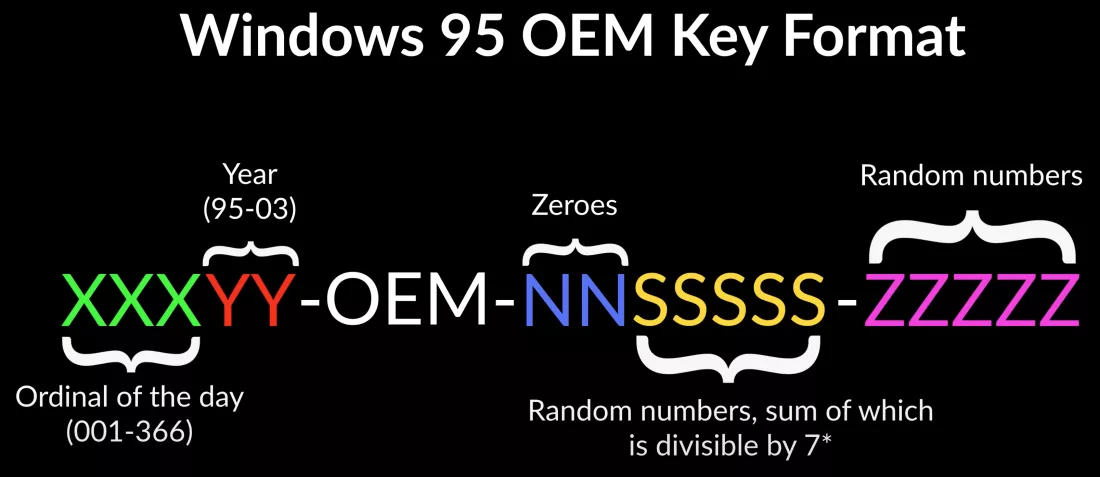 Windows 95 OEM Key Format
Year
(95-03)
Zeroes
Random numbers
XXXYY-OEM-NNSSSSS-ZZZZZ
Ordinal of the day
(001-366)
Random numbers, sum of which
is divisible by 7*